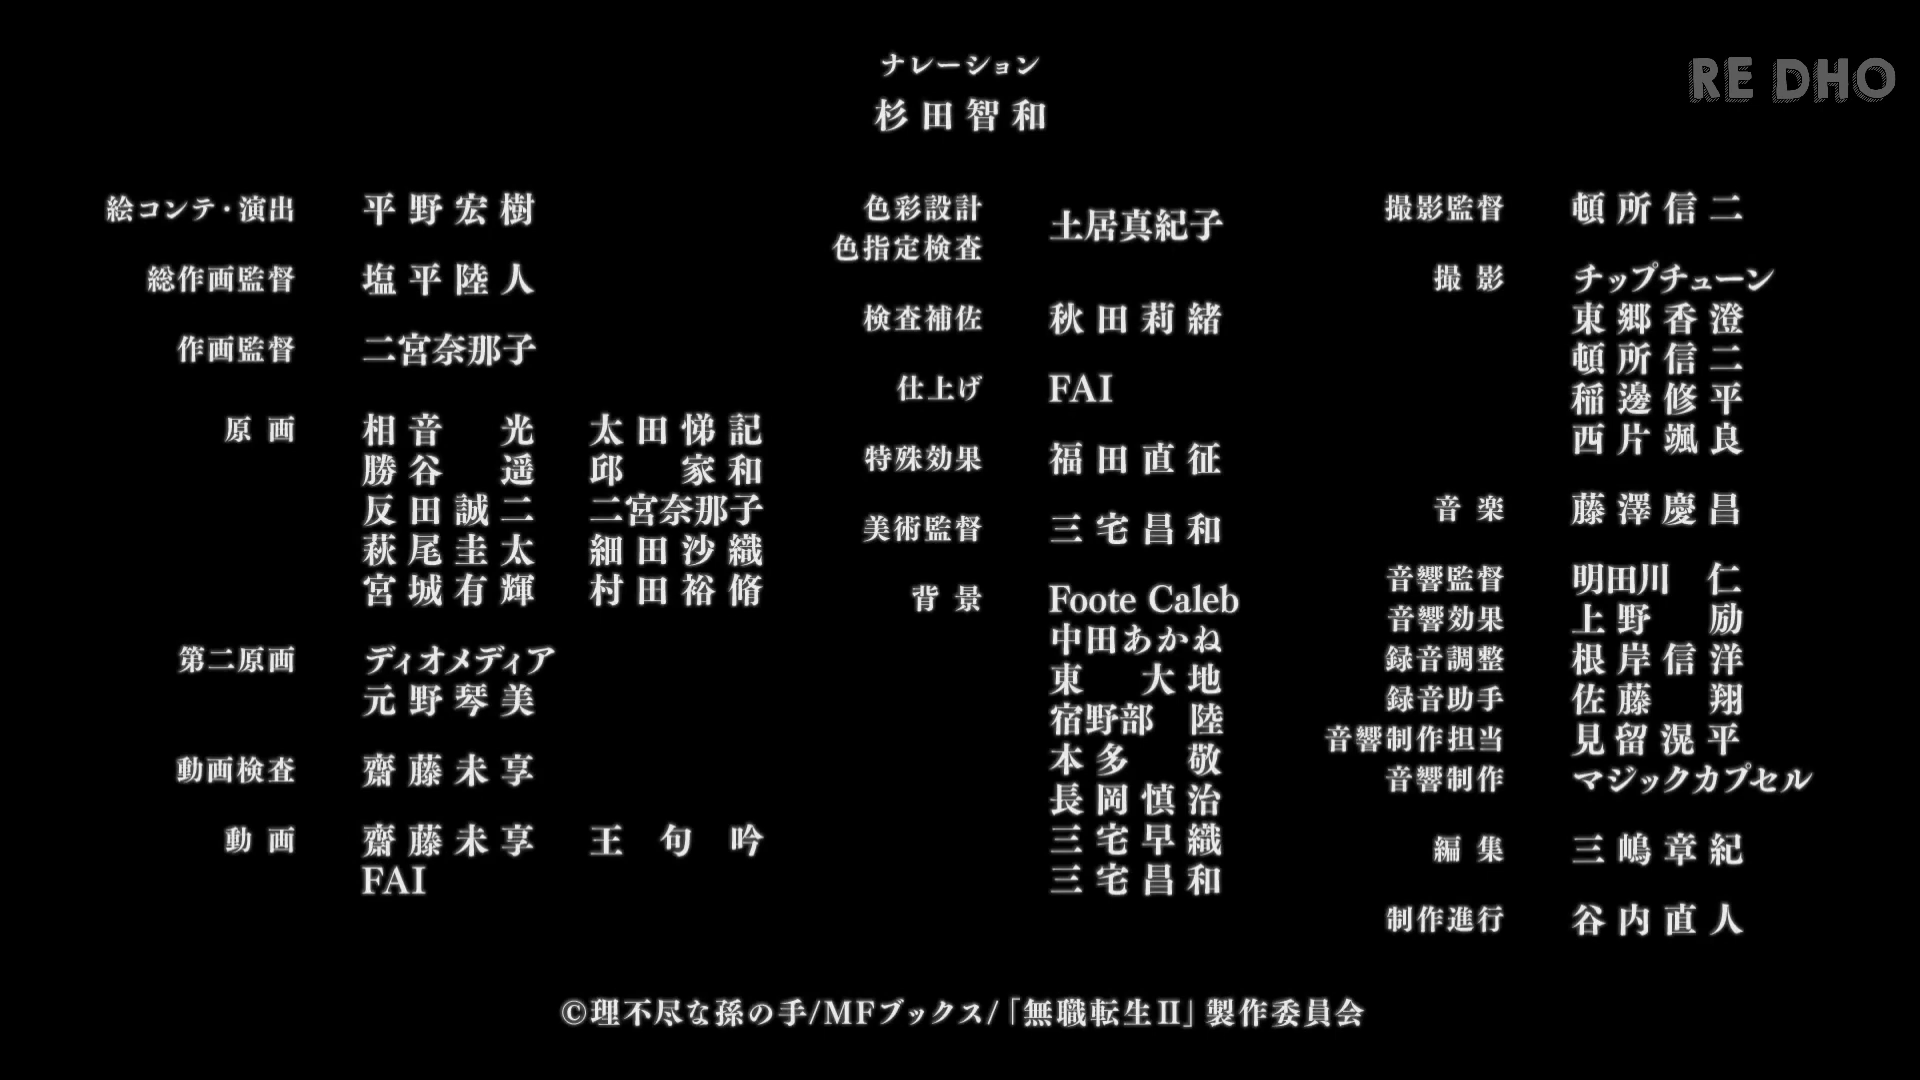 ナレーション
杉田智和
RE DHO
絵コンテ・演出 平野宏樹
総作画監督 塩平陸人
作画監督 二宮奈那子
原画 相音 光 太田悌記
勝谷 遥 邱 家和
反田誠二 二宮奈那子
萩尾圭太 細田沙織
宮城有輝 村田裕脩
第二原画 ディオメディア
元野琴美
動画検査 齋藤未享
動画 齋藤未享 王句吟
FAI
色彩設計
色指定検査 土居真紀子
検査補佐 秋田莉緒
仕上げ FAI
特殊効果 福田直征
美術監督 三宅昌和
背景 Foote Caleb
中田あかね
東 大地
宿野部 陸
本多 敬
長岡慎治
三宅早織
三宅昌和
撮影監督 頓所信二
撮影 チップチューン
東郷香澄
頓所信二
稲邊修平
西片颯良
音楽 藤澤慶昌
音響監督 明田川 仁
音響効果 上野 励
録音調整 根岸信洋
録音助手 佐藤 翔
音響制作担当 見留滉平
音響制作 マジックカプセル
編集 三嶋章紀
制作進行 谷内直人
©理不尽な孫の手/MFブックス/「無職転生Ⅱ」製作委員会